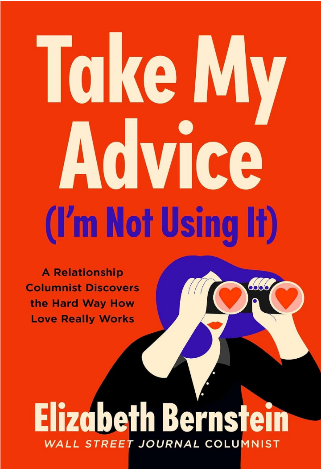 Take My
Advice
(I'm Not Using It)
A Relationship
Columnist Discovers
the Hard Way How
Love Really Works
Elizabeth Bernstein
WALL STREET JOURNAL COLUMNIST